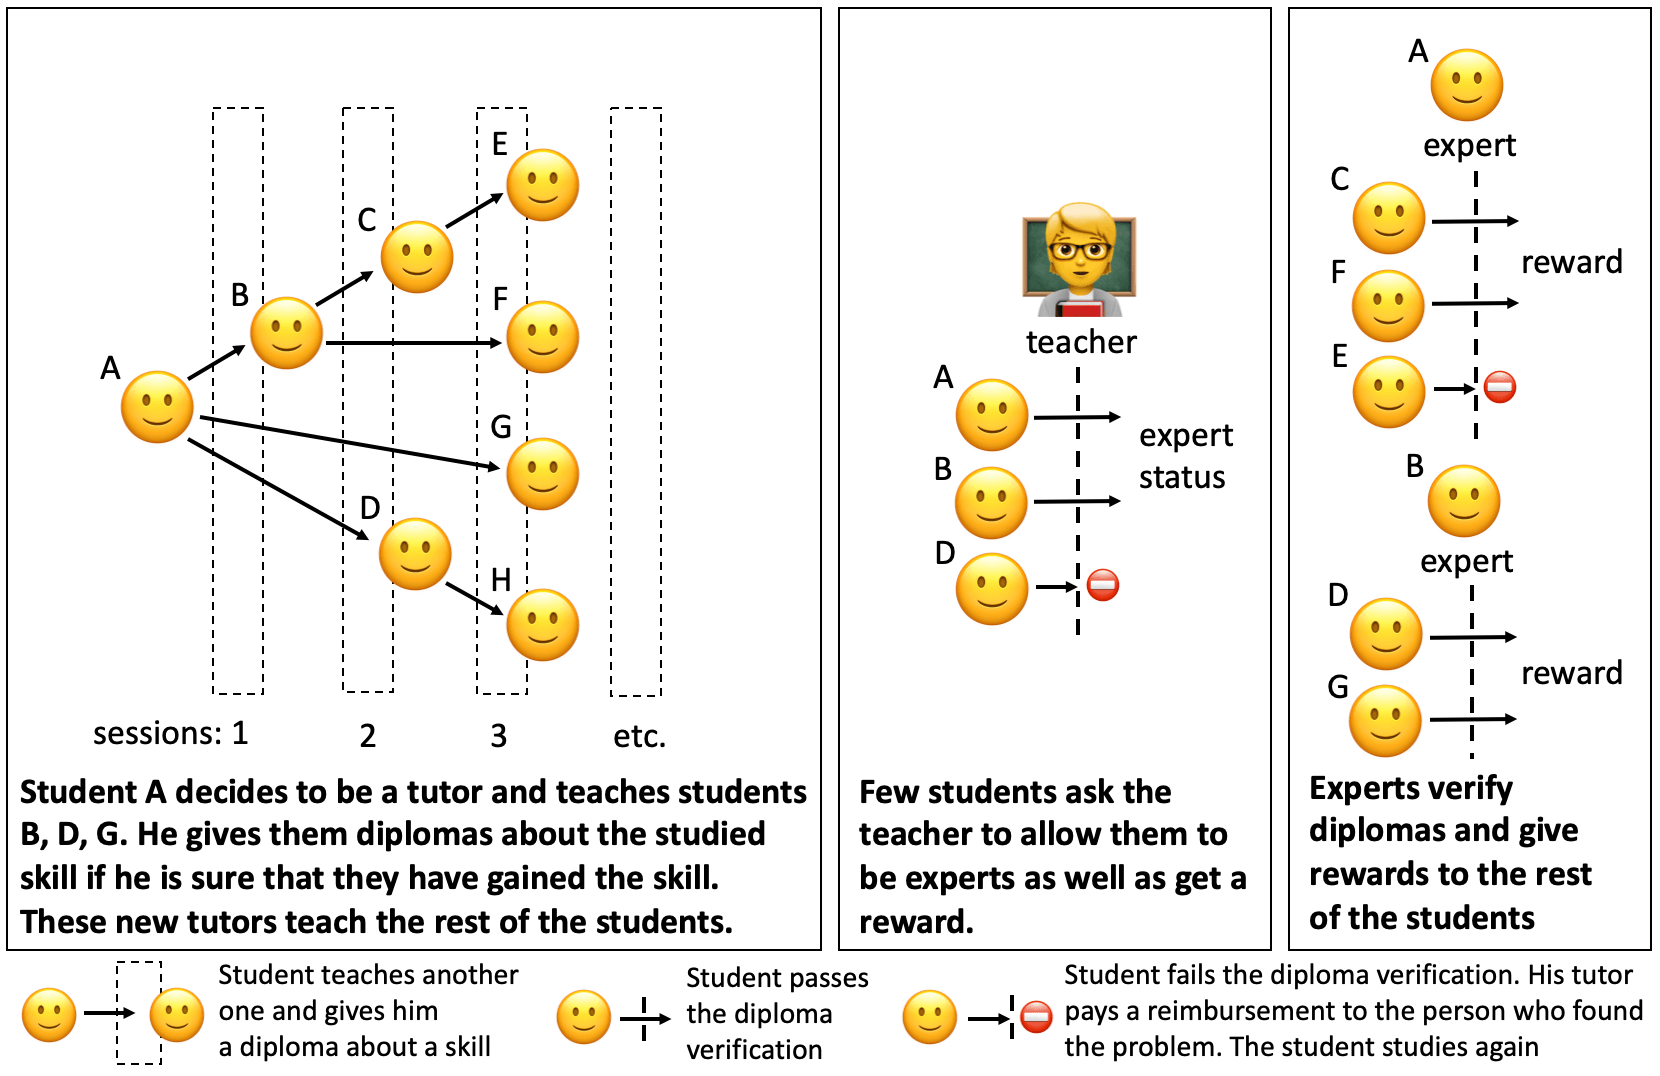 A
B
C
D
E
F
G
H
sessions: 1
2
3
etc.
Student A decides to be a tutor and teaches students
B, D, G. He gives them diplomas about the studied
skill if he is sure that they have gained the skill.
These new tutors teach the rest of the students.
teacher
A
B
D
expert
status
Few students ask the
teacher to allow them to
be experts as well as get a
reward.
A
expert
C
F
E
reward
B
expert
D
G
reward
Experts verify
diplomas and give
rewards to the rest
of the students
Student teaches another
one and gives him
a diploma about a skill
Student passes
the diploma
verification
Student fails the diploma verification. His tutor
pays a reimbursement to the person who found
the problem. The student studies again